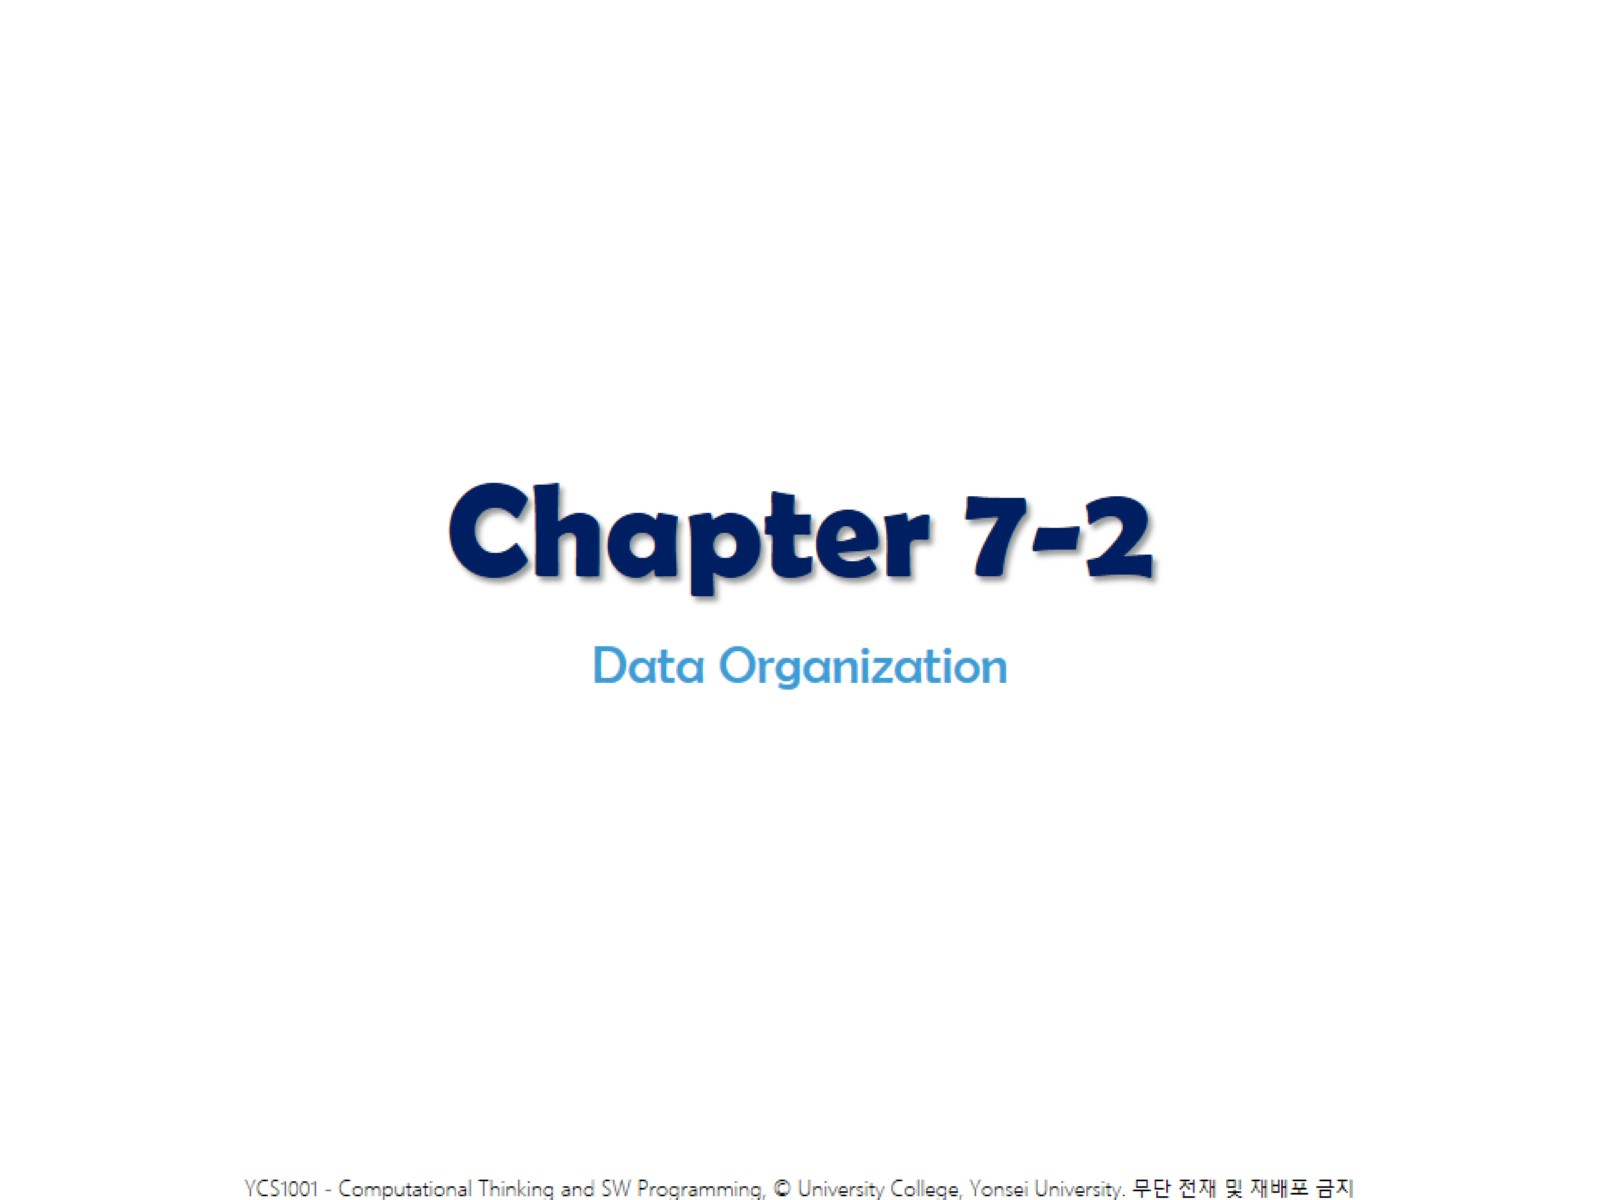 Chapter 7-2
Data Organization
YCS1001 - Computational Thinking and SW Programming, © University College, Yonsei University. 무단 전재 및 재배포 금지